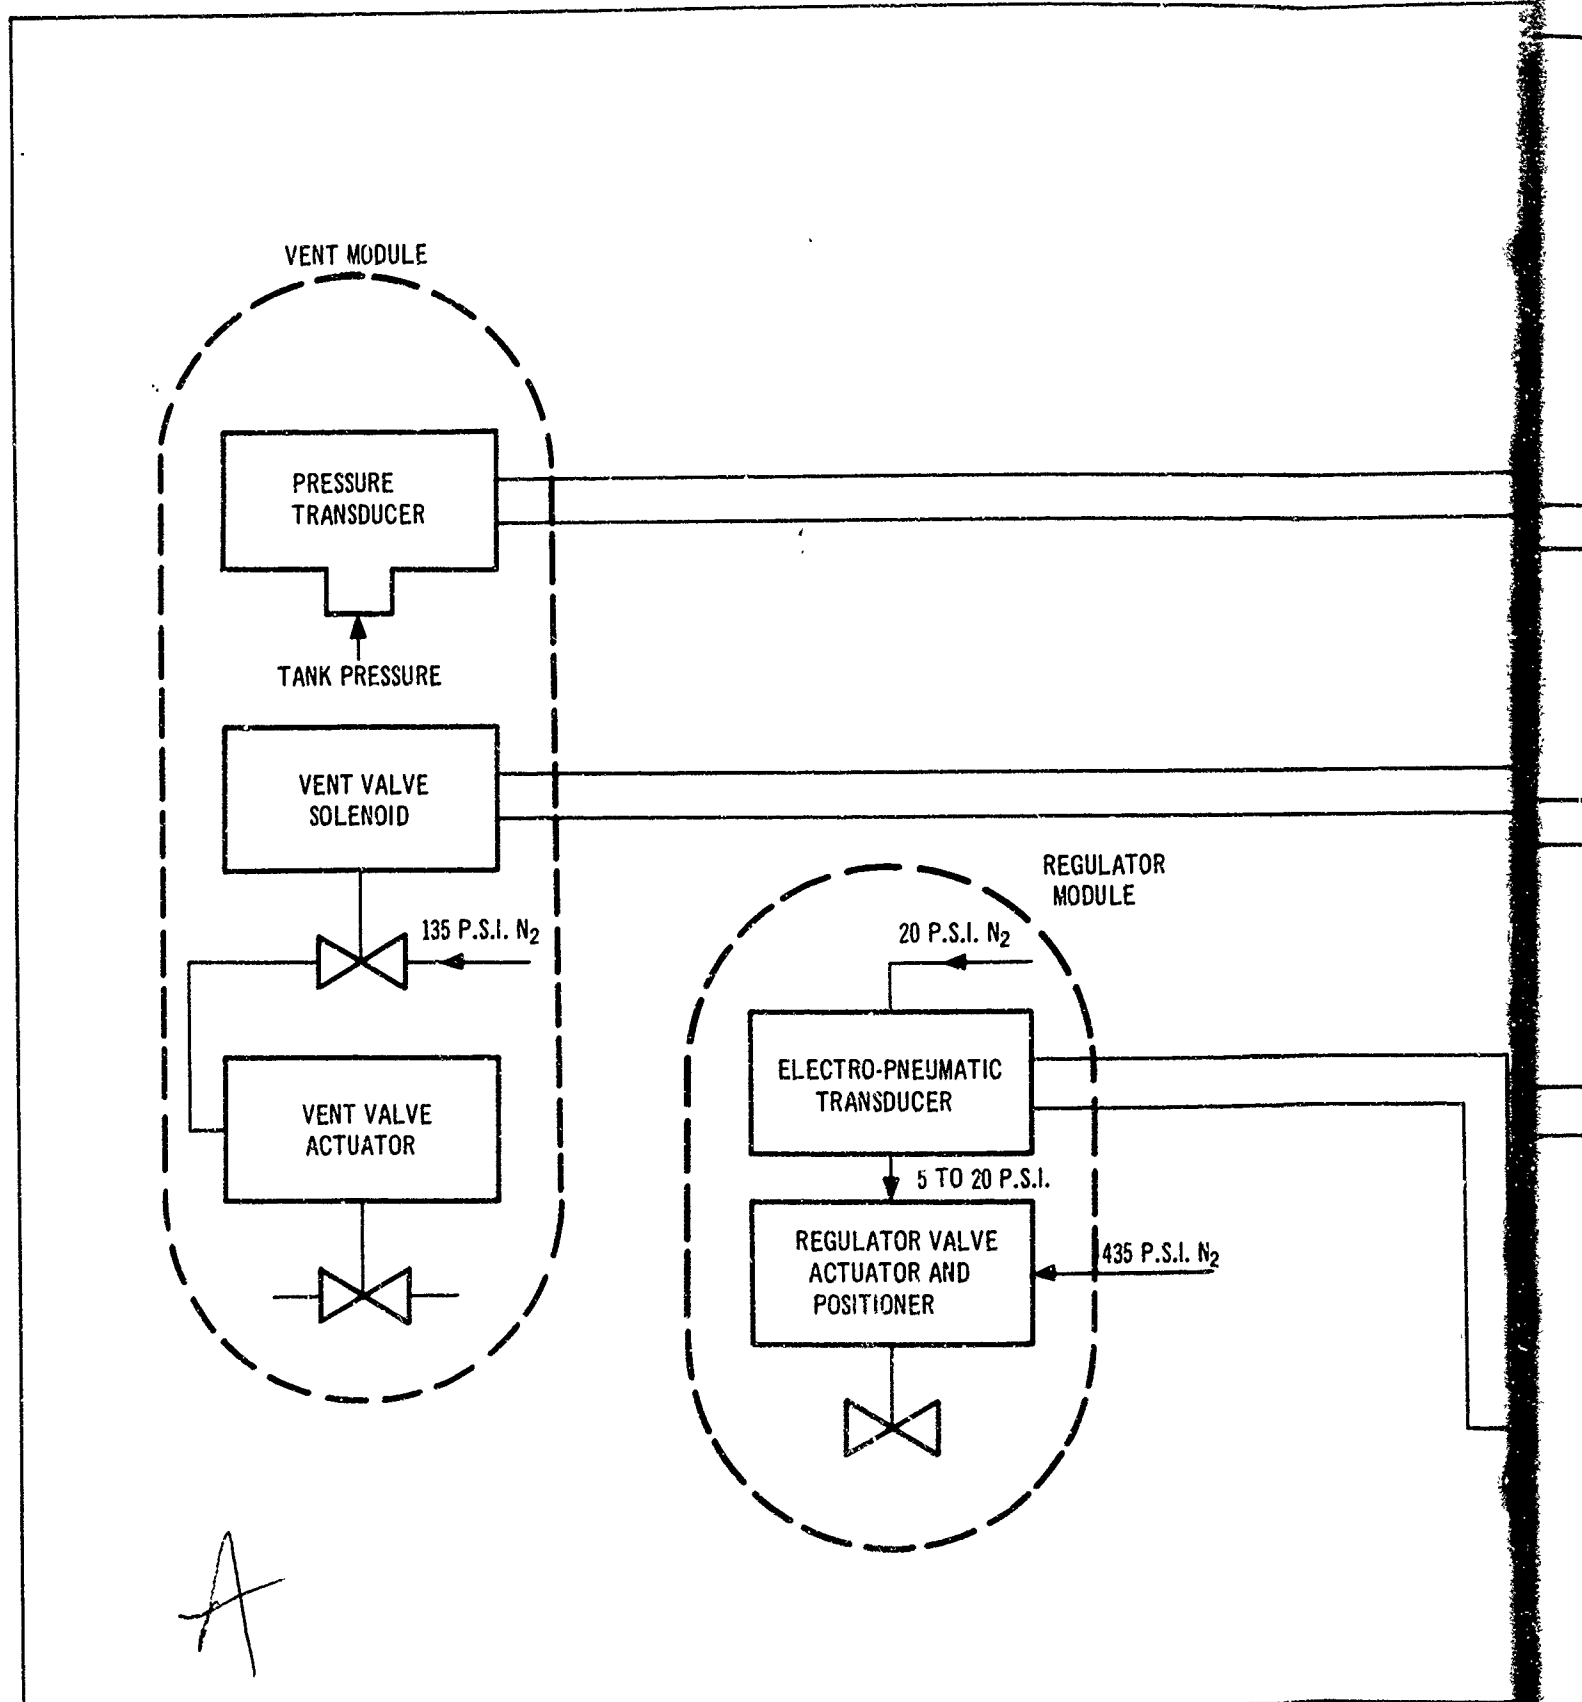 VENT MODULE
PRESSURE
TRANSDUCER
TANK PRESSURE
VENT VALVE
SOLENOID
135 P.S.I. N₂
VENT VALVE
ACTUATOR
REGULATOR
MODULE
20 P.S.I. N₂
ELECTRO-PNEUMATIC
TRANSDUCER
5 TO 20 P.S.I.
REGULATOR VALVE
ACTUATOR AND
POSITIONER
435 P.S.I. N₂
A